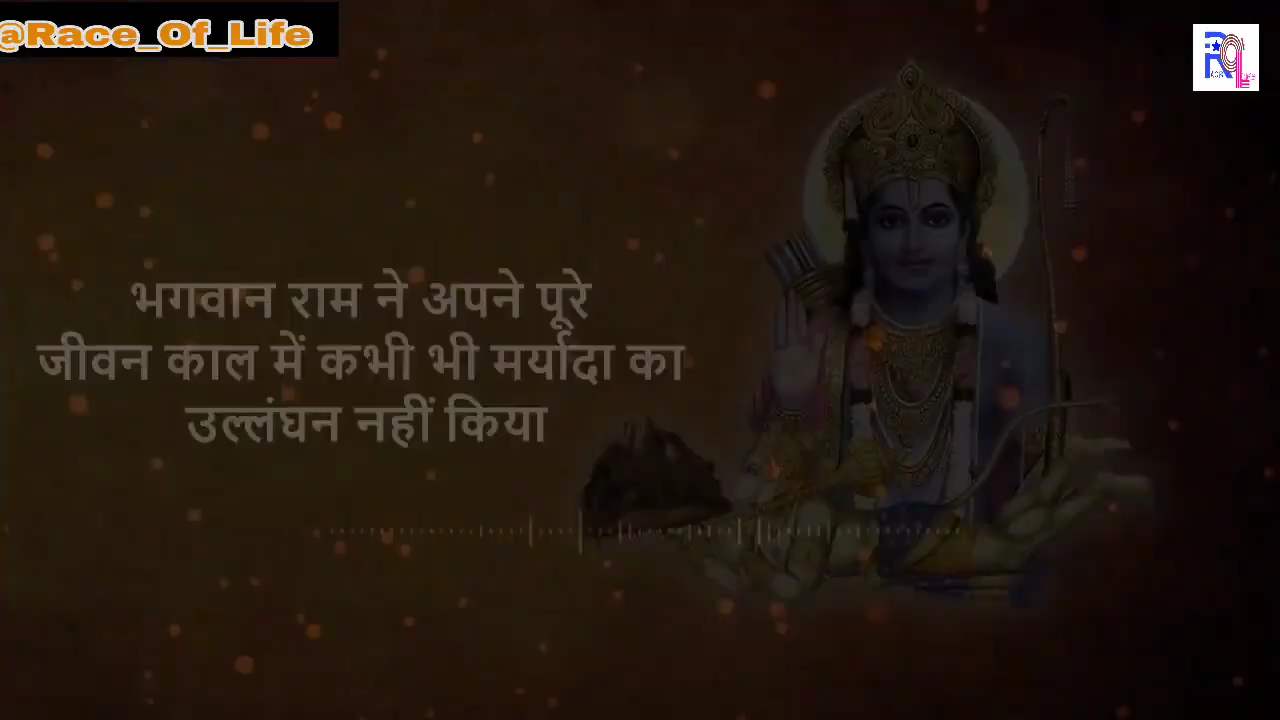 @Race_Of_Life
भगवान राम ने अपने पूरे
जीवन काल में कभी भी मर्यादा का
उल्लंघन नहीं किया